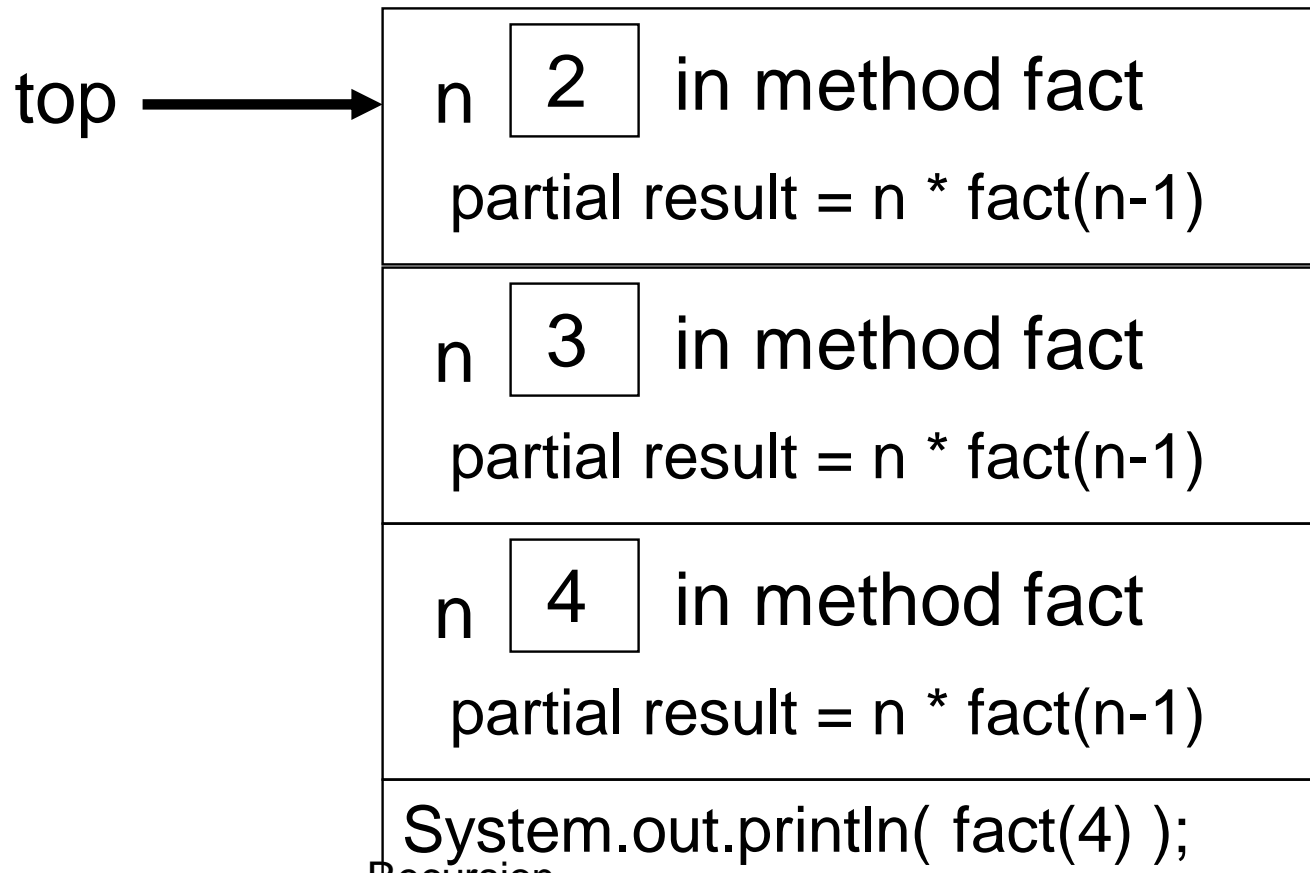 top
n 2 in method fact
partial result = n * fact(n-1)
n 3 in method fact
partial result = n * fact(n-1)
n 4 in method fact
partial result = n * fact(n-1)
System.out.println( fact(4) );
Recursion